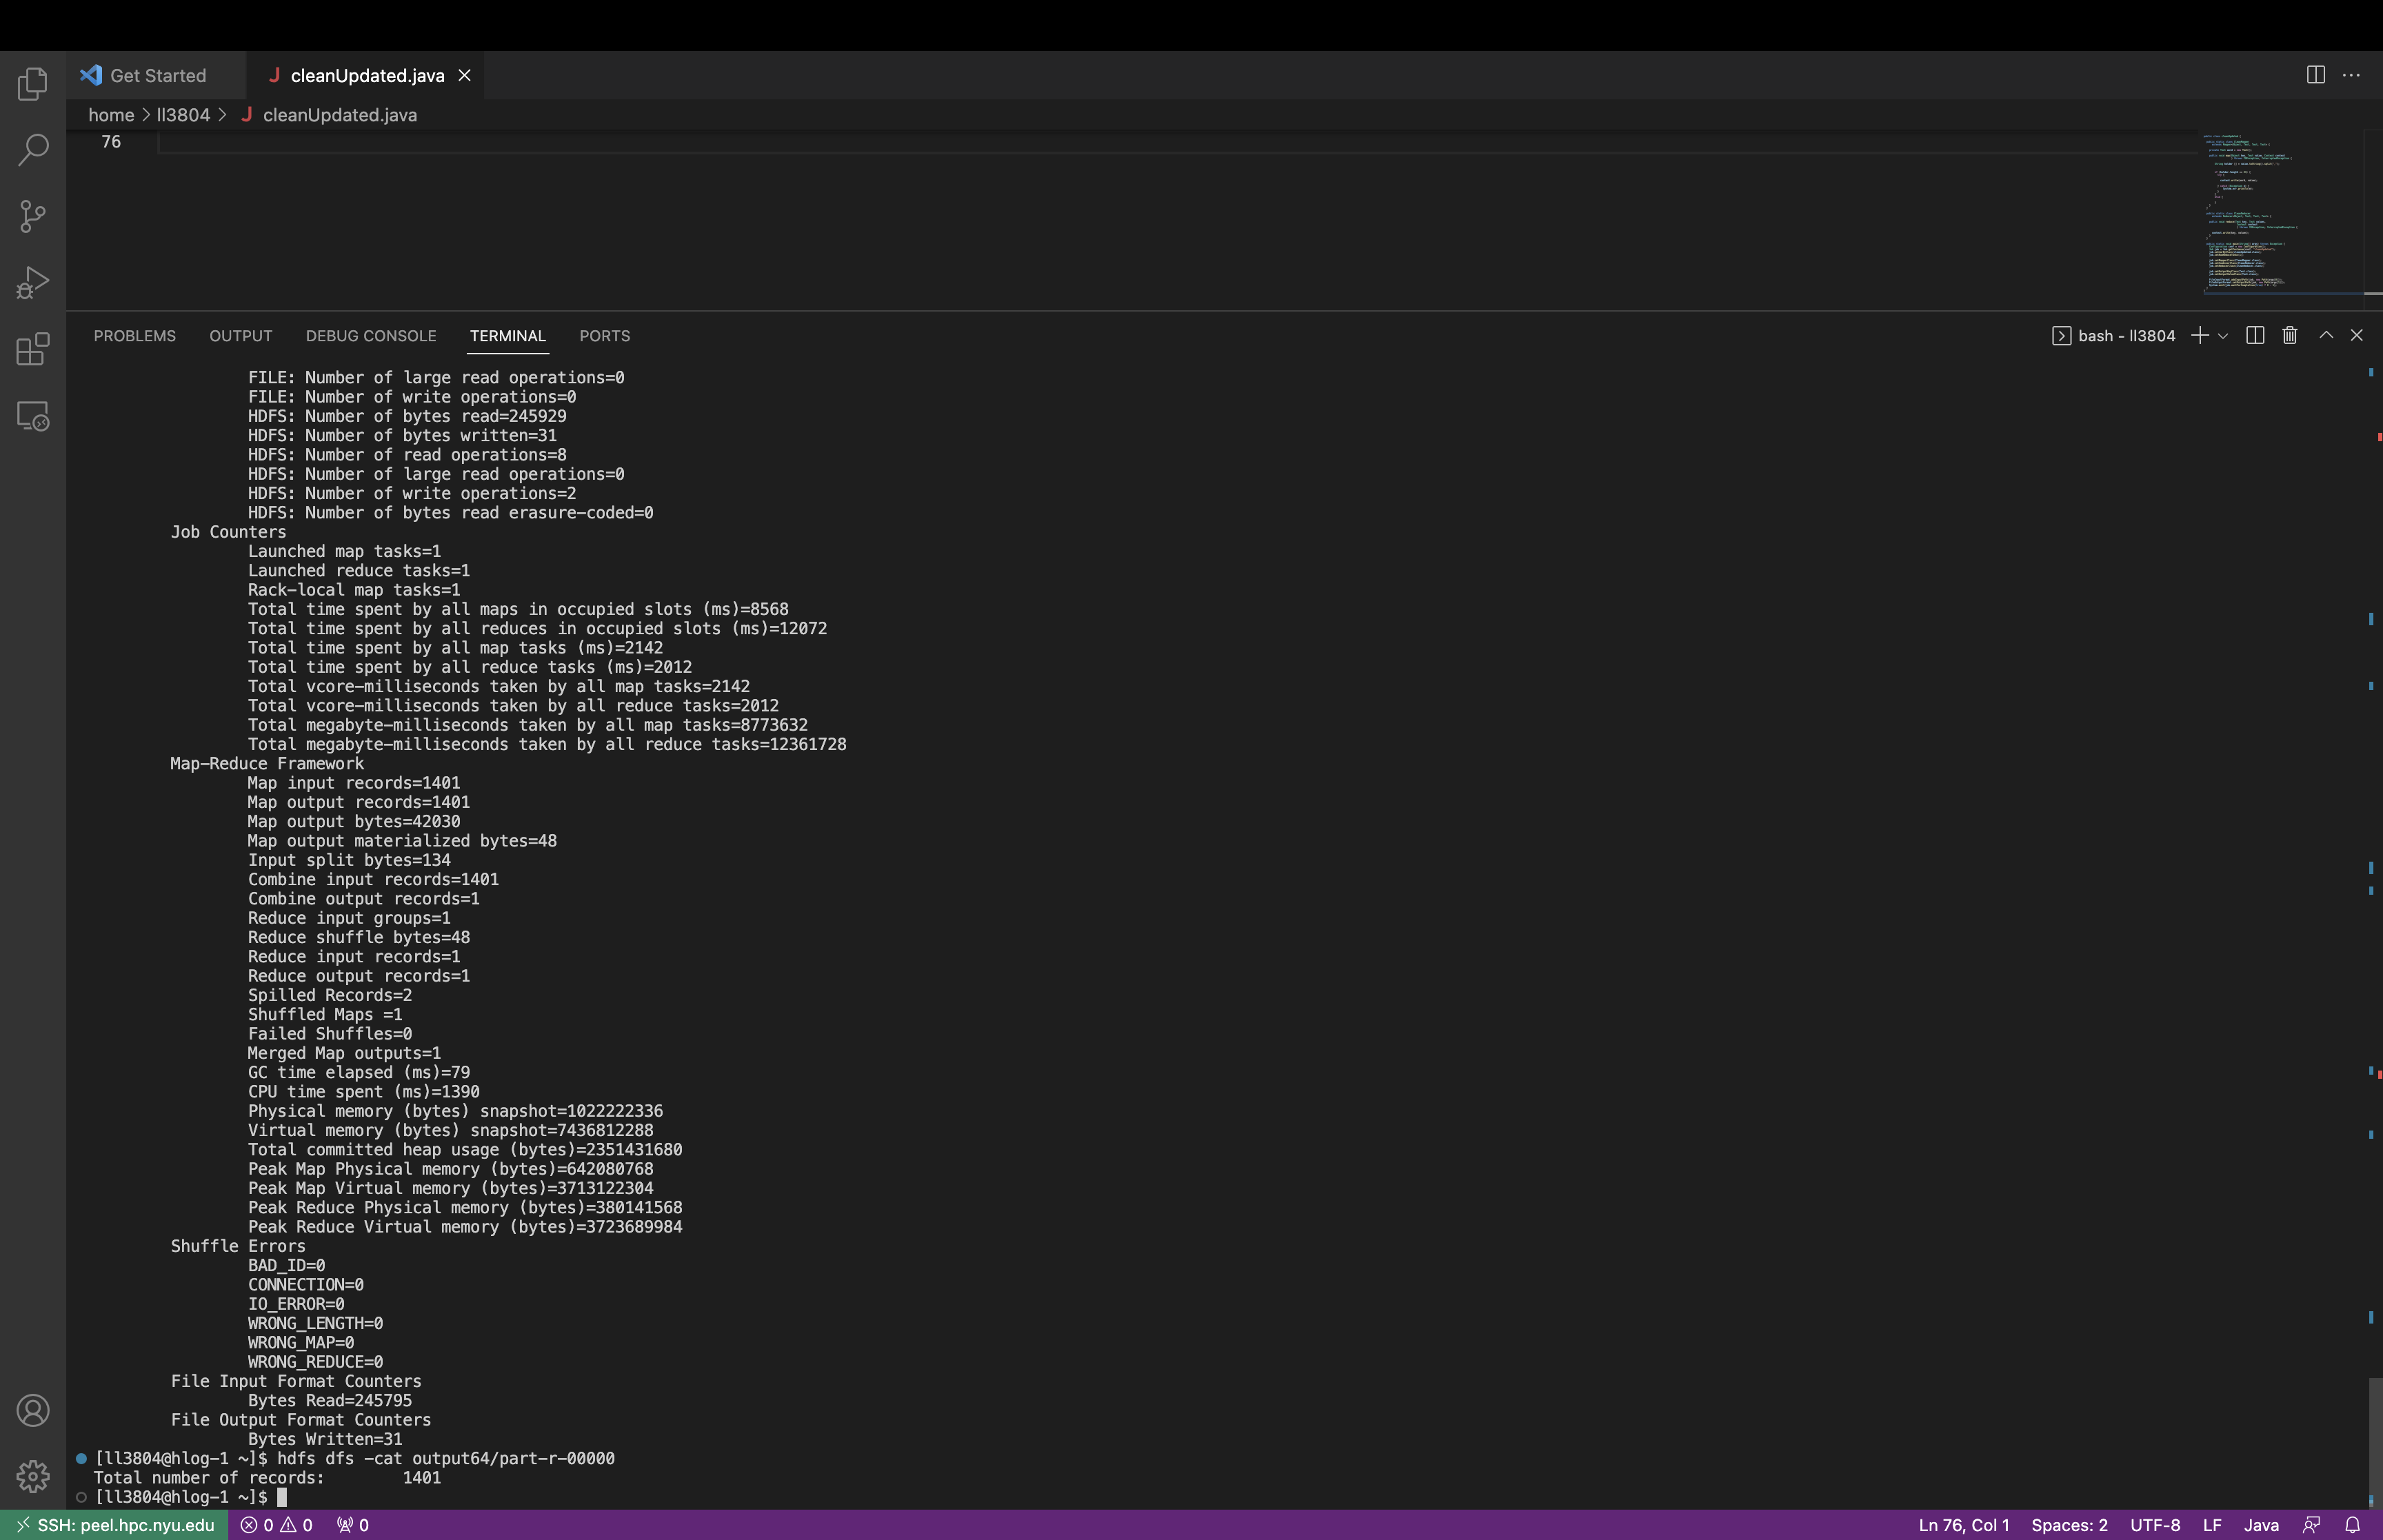 Get Started
cleanUpdated.java
home > ll3804 > cleanUpdated.java
76
PROBLEMS OUTPUT DEBUG CONSOLE TERMINAL PORTS
bash - ll3804
FILE: Number of large read operations=0
FILE: Number of write operations=0
HDFS: Number of bytes read=245929
HDFS: Number of bytes written=31
HDFS: Number of read operations=8
HDFS: Number of large read operations=0
HDFS: Number of write operations=2
HDFS: Number of bytes read erasure-coded=0
Job Counters
Launched map tasks=1
Launched reduce tasks=1
Rack-local map tasks=1
Total time spent by all maps in occupied slots (ms)=8568
Total time spent by all reduces in occupied slots (ms)=12072
Total time spent by all map tasks (ms)=2142
Total time spent by all reduce tasks (ms)=2012
Total vcore-milliseconds taken by all map tasks=2142
Total vcore-milliseconds taken by all reduce tasks=2012
Total megabyte-milliseconds taken by all map tasks=8773632
Total megabyte-milliseconds taken by all reduce tasks=12361728
Map-Reduce Framework
Map input records=1401
Map output records=1401
Map output bytes=42030
Map output materialized bytes=48
Input split bytes=134
Combine input records=1401
Combine output records=1
Reduce input groups=1
Reduce shuffle bytes=48
Reduce input records=1
Reduce output records=1
Spilled Records=2
Shuffled Maps =1
Failed Shuffles=0
Merged Map outputs=1
GC time elapsed (ms)=79
CPU time spent (ms)=1390
Physical memory (bytes) snapshot=1022222336
Virtual memory (bytes) snapshot=7436812288
Total committed heap usage (bytes)=2351431680
Peak Map Physical memory (bytes)=642080768
Peak Map Virtual memory (bytes)=3713122304
Peak Reduce Physical memory (bytes)=380141568
Peak Reduce Virtual memory (bytes)=3723689984
Shuffle Errors
BAD_ID=0
CONNECTION=0
IO_ERROR=0
WRONG_LENGTH=0
WRONG_MAP=0
WRONG_REDUCE=0
File Input Format Counters
Bytes Read=245795
File Output Format Counters
Bytes Written=31
[ll3804@hlog-1 ~]$ hdfs dfs -cat output64/part-r-00000
Total number of records: 1401
[ll3804@hlog-1 ~]$
SSH: peel.hpc.nyu.edu 0 0 0 Ln 76, Col 1 Spaces: 2 UTF-8 LF Java